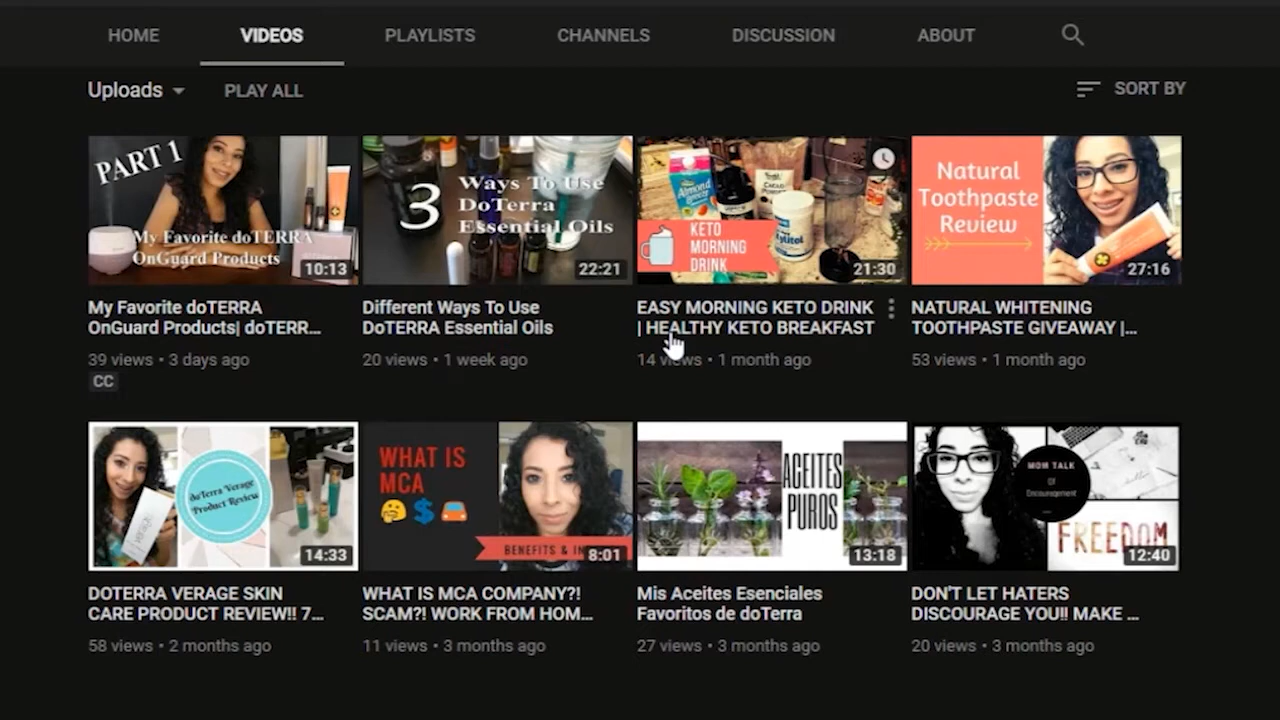 HOME VIDEOS PLAYLISTS CHANNELS DISCUSSION ABOUT
Uploads PLAY ALL SORT BY
PART 1
My Favorite doTERRA
OnGuard Products
10:13
3
Ways To Use
DoTerra
Essential Oils
22:21
Almond
KETO
MORNING
DRINK
21:30
Natural
Toothpaste
Review
27:16
My Favorite doTERRA
OnGuard Products| doTERR...
39 views • 3 days ago
CC
Different Ways To Use
DoTERRA Essential Oils
20 views • 1 week ago
EASY MORNING KETO DRINK
| HEALTHY KETO BREAKFAST
14 views • 1 month ago
NATURAL WHITENING
TOOTHPASTE GIVEAWAY |...
53 views • 1 month ago
doTerra Verage
Product Review
14:33
WHAT IS
MCA
BENEFITS & IN
8:01
ACEITES
PUROS
13:18
MOM TALK
Of
Encouragement
FREEDOM
12:40
DOTERRA VERAGE SKIN
CARE PRODUCT REVIEW!! 7...
58 views • 2 months ago
WHAT IS MCA COMPANY?!
SCAM?! WORK FROM HOM...
11 views • 3 months ago
Mis Aceites Esenciales
Favoritos de doTerra
27 views • 3 months ago
DON'T LET HATERS
DISCOURAGE YOU!! MAKE ...
20 views • 3 months ago